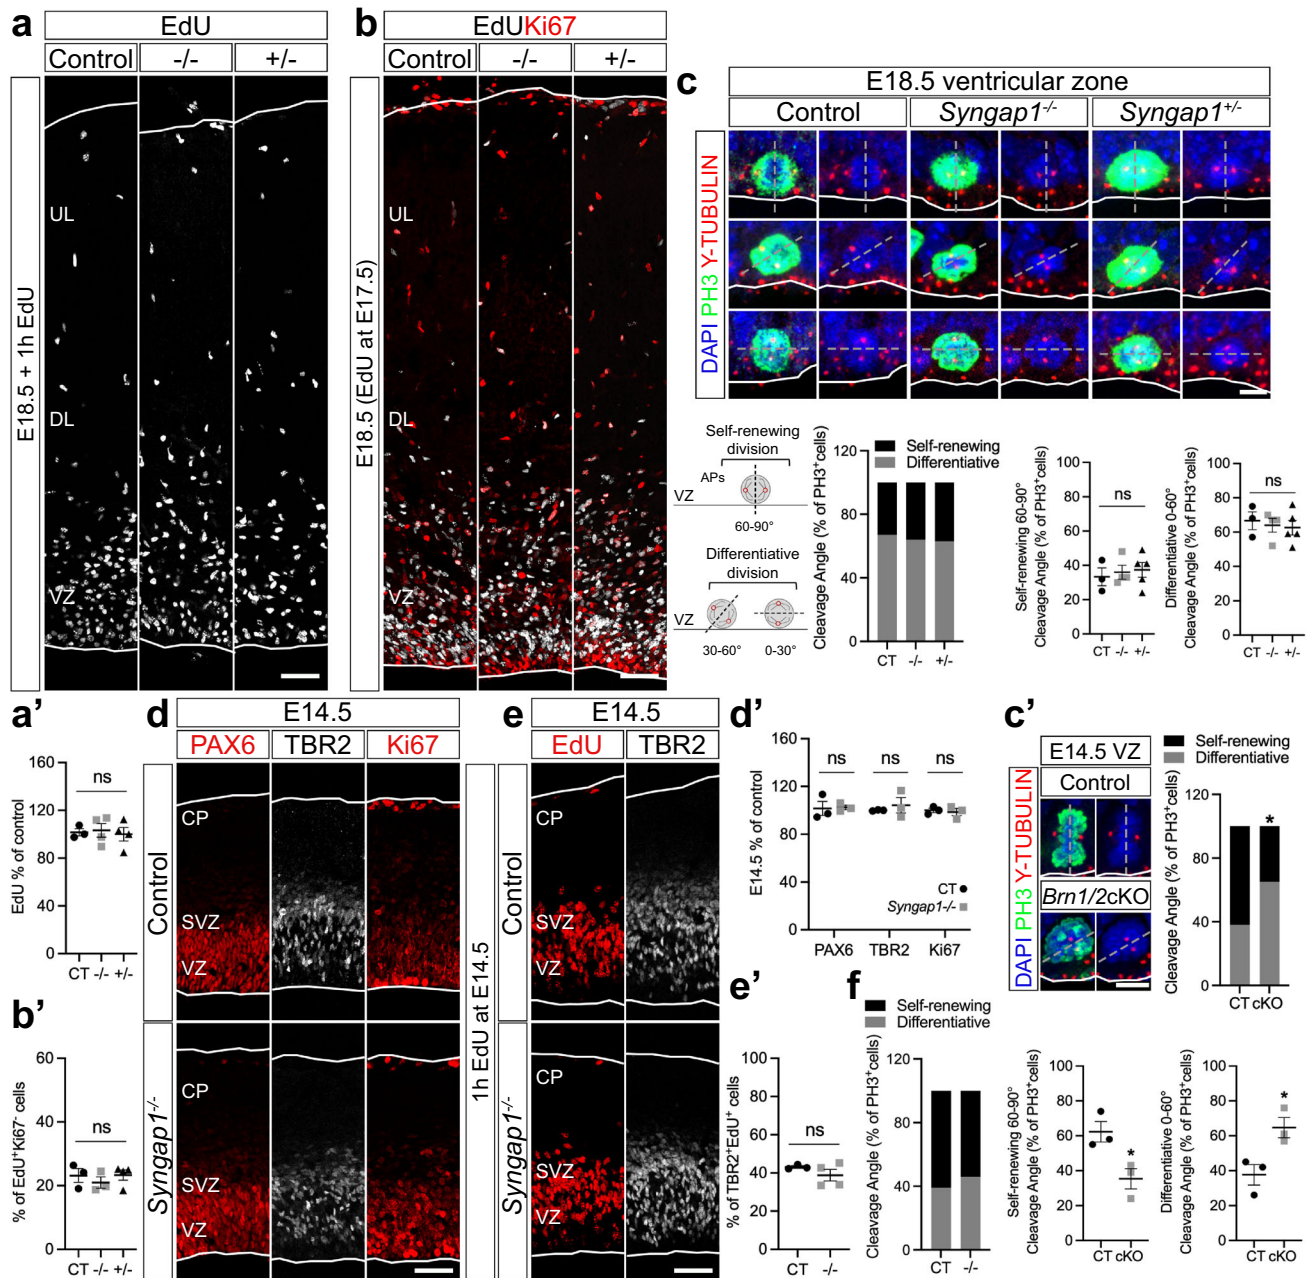 a
EdU
Control -/- +/-
E18.5 + 1h EdU
UL
DL
VZ
b
EdUKi67
Control -/- +/-
E18.5 (EdU at E17.5)
UL
DL
VZ
c
E18.5 ventricular zone
Control Syngap1-/- Syngap1+/-
DAPI PH3 Y-TUBULIN
Self-renewing
division
APs
VZ
60-90°
Differentiative
division
VZ
30-60° 0-30°
Self-renewing
Differentiative
Cleavage Angle (% of PH3+cells)
120
80
40
0
CT -/- +/-
Self-renewing 60-90°
Cleavage Angle (% of PH3+cells)
100
80
60
40
20
0
ns
CT -/- +/-
Differentiative 0-60°
Cleavage Angle (% of PH3+cells)
100
80
60
40
20
0
ns
CT -/- +/-
a'
EdU % of control
160
120
80
40
0
ns
CT -/- +/-
b'
% of EdU+Ki67- cells
60
40
20
0
ns
CT -/- +/-
d
E14.5
PAX6 TBR2 Ki67
Control
CP
SVZ
VZ
Syngap1-/-
CP
SVZ
VZ
e
E14.5
EdU TBR2
1h EdU at E14.5
Control
CP
SVZ
VZ
Syngap1-/-
CP
SVZ
VZ
d'
E14.5 % of control
160
120
80
40
0
ns ns ns
CT
Syngap1-/-
PAX6 TBR2 Ki67
c'
E14.5 VZ
Control
Brn1/2cKO
DAPI PH3 Y-TUBULIN
Self-renewing
Differentiative
Cleavage Angle (% of PH3+cells)
120
80
40
0
*
CT cKO
e'
% of TBR2+EdU+ cells
100
80
60
40
20
0
ns
CT -/-
f
Self-renewing
Differentiative
Cleavage Angle (% of PH3+cells)
120
80
40
0
CT -/-
Self-renewing 60-90°
Cleavage Angle (% of PH3+cells)
100
80
60
40
20
0
*
CT cKO
Differentiative 0-60°
Cleavage Angle (% of PH3+cells)
100
80
60
40
20
0
*
CT cKO